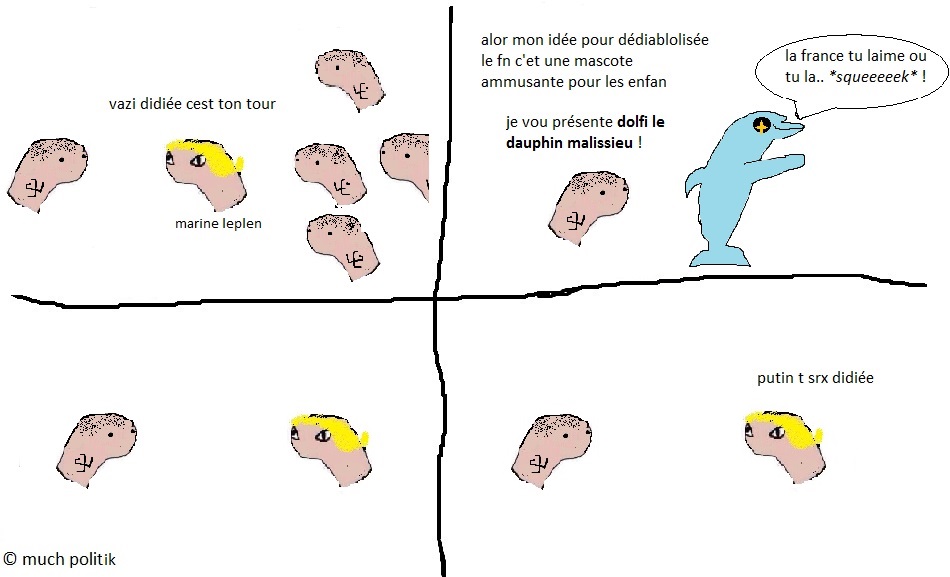 vazi didiée cest ton tour
marine leplen
alor mon idée pour dédiablolisée
le fn c'et une mascote
ammusante pour les enfan
je vou présente dolfi le
dauphin malissieu !
la france tu laime ou
tu la.. *squeeeeek* !
putin t srx didiée
© much politik